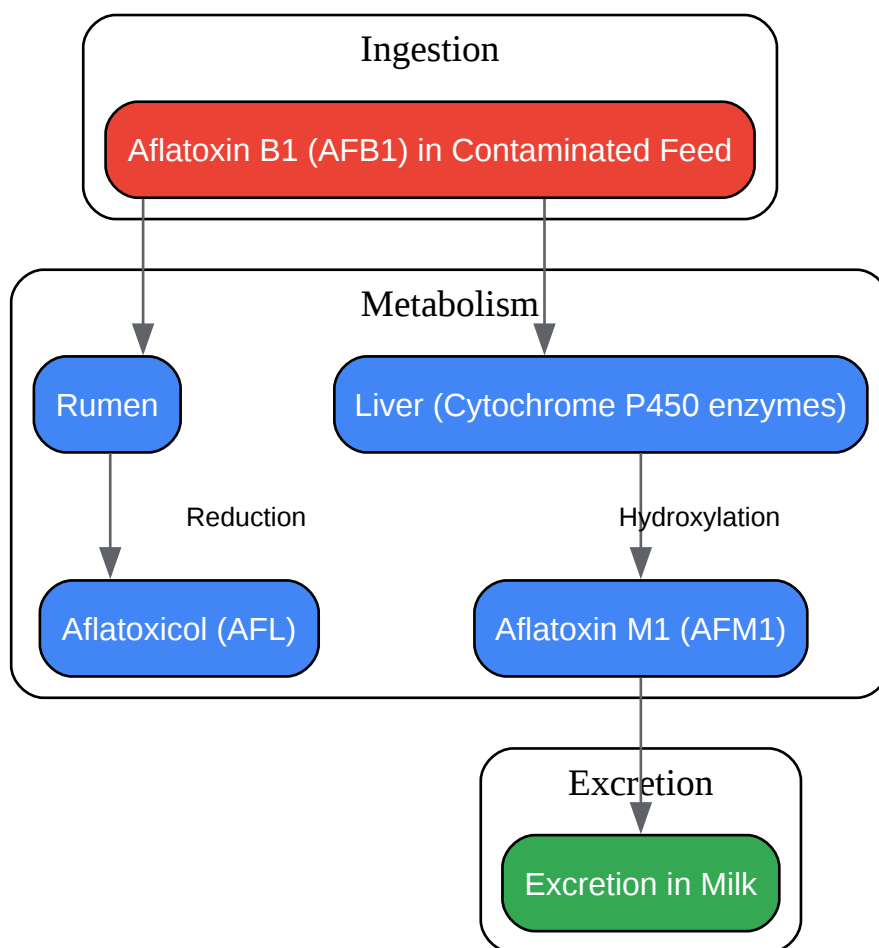 Ingestion
Aflatoxin B1 (AFB1) in Contaminated Feed
Metabolism
Rumen
Liver (Cytochrome P450 enzymes)
Reduction
Hydroxylation
Aflatoxicol (AFL)
Aflatoxin M1 (AFM1)
Excretion
Excretion in Milk